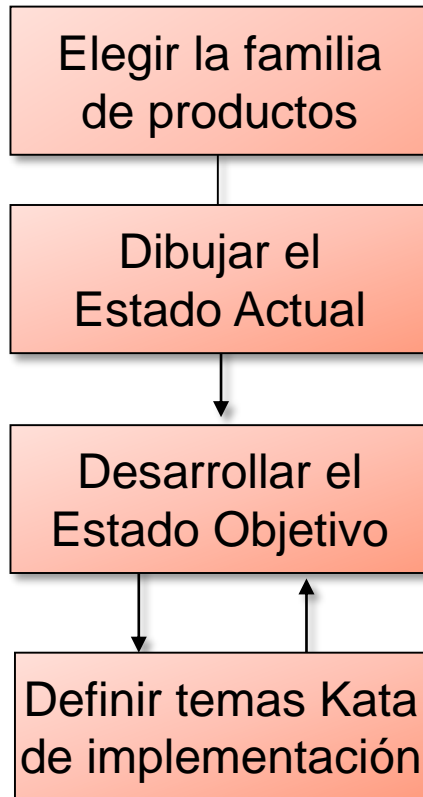 Elegir la familia
de productos
Dibujar el
Estado Actual
Desarrollar el
Estado Objetivo
Definir temas Kata
de implementación